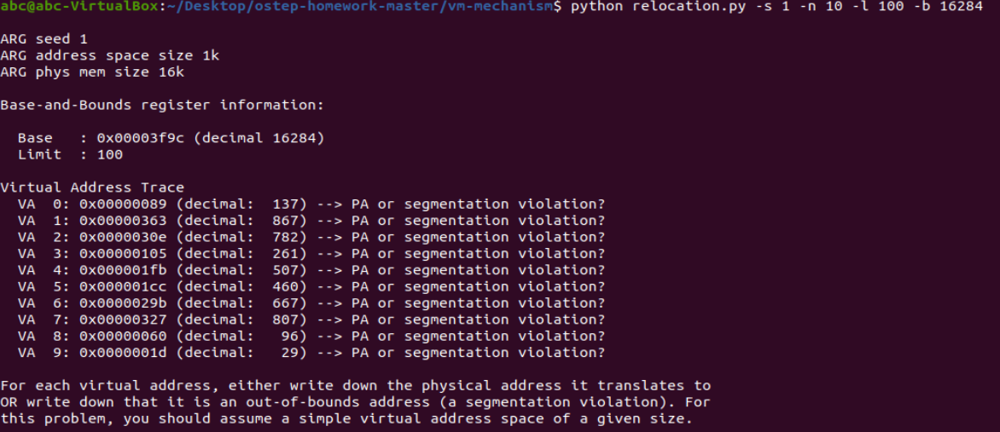 abc@abc-VirtualBox:~/Desktop/ostep-homework-master/vm-mechanism$ python relocation.py -s 1 -n 10 -l 100 -b 16284
ARG seed 1
ARG address space size 1k
ARG phys mem size 16k
Base-and-Bounds register information:
Base   : 0x00003f9c (decimal 16284)
Limit  : 100
Virtual Address Trace
VA  0: 0x00000089 (decimal:  137) --> PA or segmentation violation?
VA  1: 0x00000363 (decimal:  867) --> PA or segmentation violation?
VA  2: 0x0000030e (decimal:  782) --> PA or segmentation violation?
VA  3: 0x00000105 (decimal:  261) --> PA or segmentation violation?
VA  4: 0x000001fb (decimal:  507) --> PA or segmentation violation?
VA  5: 0x000001cc (decimal:  460) --> PA or segmentation violation?
VA  6: 0x0000029b (decimal:  667) --> PA or segmentation violation?
VA  7: 0x00000327 (decimal:  807) --> PA or segmentation violation?
VA  8: 0x00000060 (decimal:   96) --> PA or segmentation violation?
VA  9: 0x0000001d (decimal:   29) --> PA or segmentation violation?
For each virtual address, either write down the physical address it translates to
OR write down that it is an out-of-bounds address (a segmentation violation). For
this problem, you should assume a simple virtual address space of a given size.